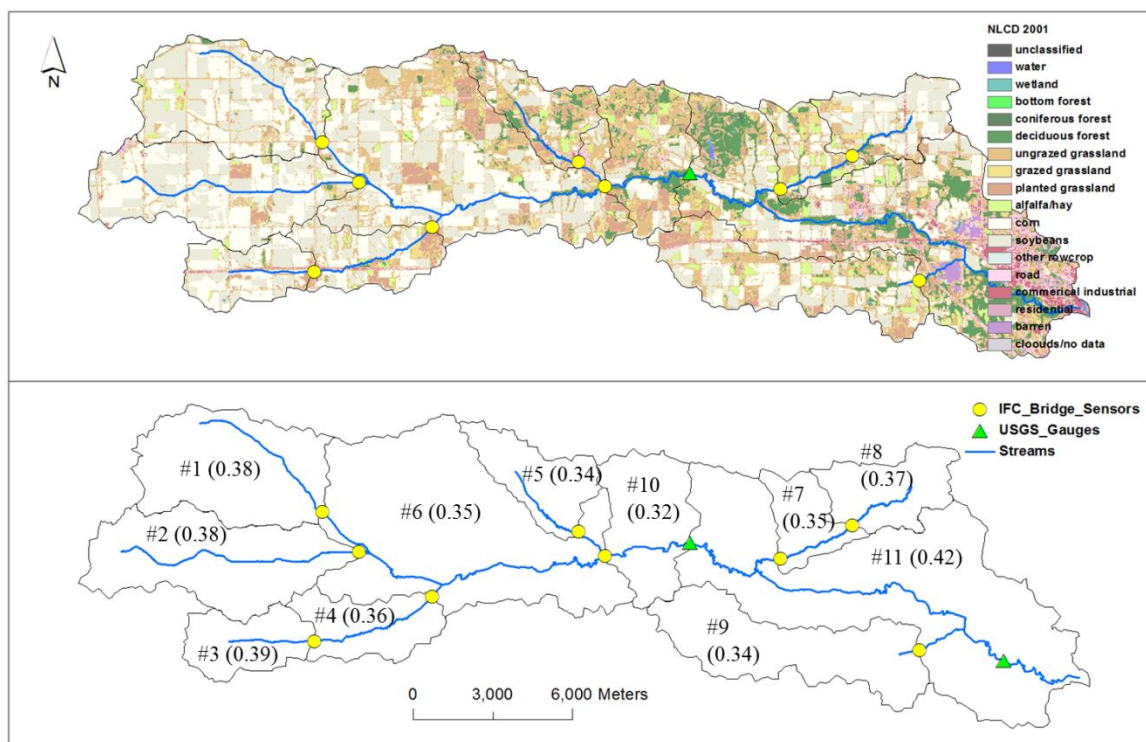 N
NLCD 2001
unclassified
water
wetland
bottom forest
coniferous forest
deciduous forest
ungrazed grassland
grazed grassland
planted grassland
alfalfa/hay
corn
soybeans
other rowcrop
road
commerical industrial
residential
barren
cloouds/no data
IFC_Bridge_Sensors
USGS_Gauges
Streams
#1 (0.38)
#2 (0.38)
#3 (0.39)
#4 (0.36)
#6 (0.35)
#5 (0.34)
#10
(0.32)
#7
(0.35)
#8
(0.37)
#11 (0.42)
#9
(0.34)
0 3,000 6,000 Meters